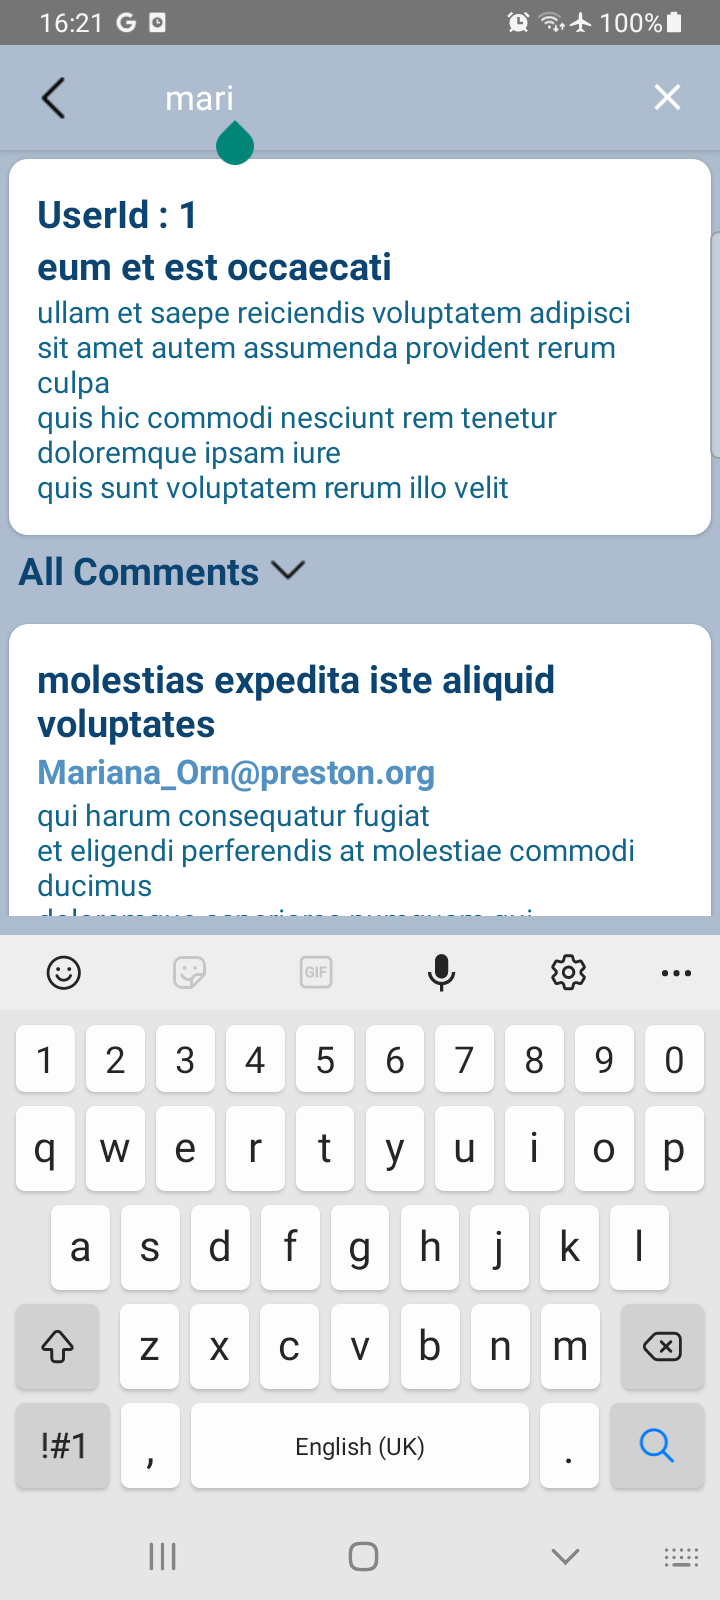 16:21 G 100%
mari
UserId : 1
eum et est occaecati
ullam et saepe reiciendis voluptatem adipisci
sit amet autem assumenda provident rerum
culpa
quis hic commodi nesciunt rem tenetur
doloremque ipsam iure
quis sunt voluptatem rerum illo velit
All Comments
molestias expedita iste aliquid
voluptates
Mariana_Orn@preston.org
qui harum consequatur fugiat
et eligendi perferendis at molestiae commodi
ducimus
GIF
1 2 3 4 5 6 7 8 9 0
q w e r t y u i o p
a s d f g h j k l
z x c v b n m
!#1 , English (UK) .